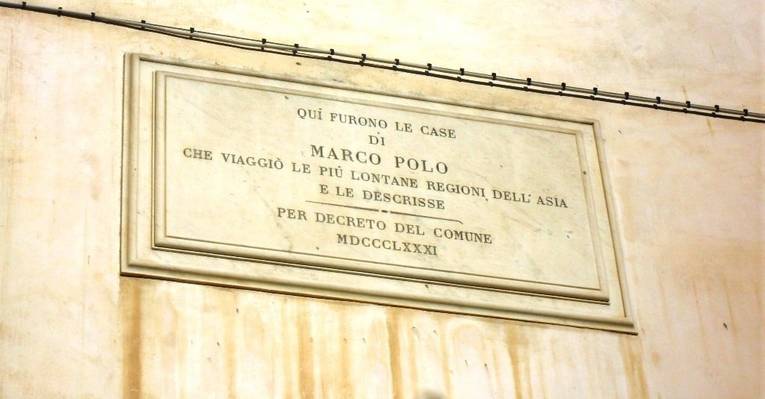 QUÍ FURONO LE CASE
DI
MARCO POLO
CHE VIAGGIÒ LE PIÚ LONTANE REGIONI DELL'ASIA
E LE DESCRISSE
PER DECRETO DEL COMUNE
MDCCCLXXXI